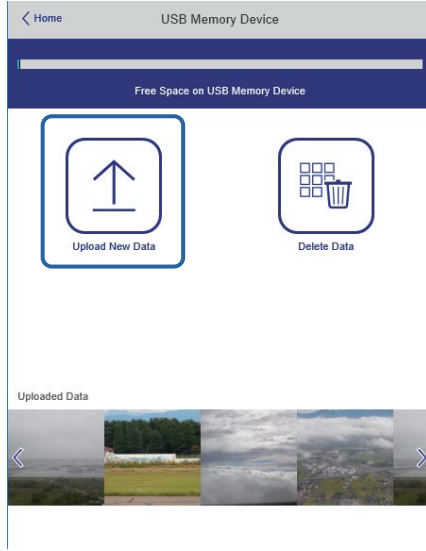 Home
USB Memory Device
Free Space on USB Memory Device
Upload New Data
Delete Data
Uploaded Data